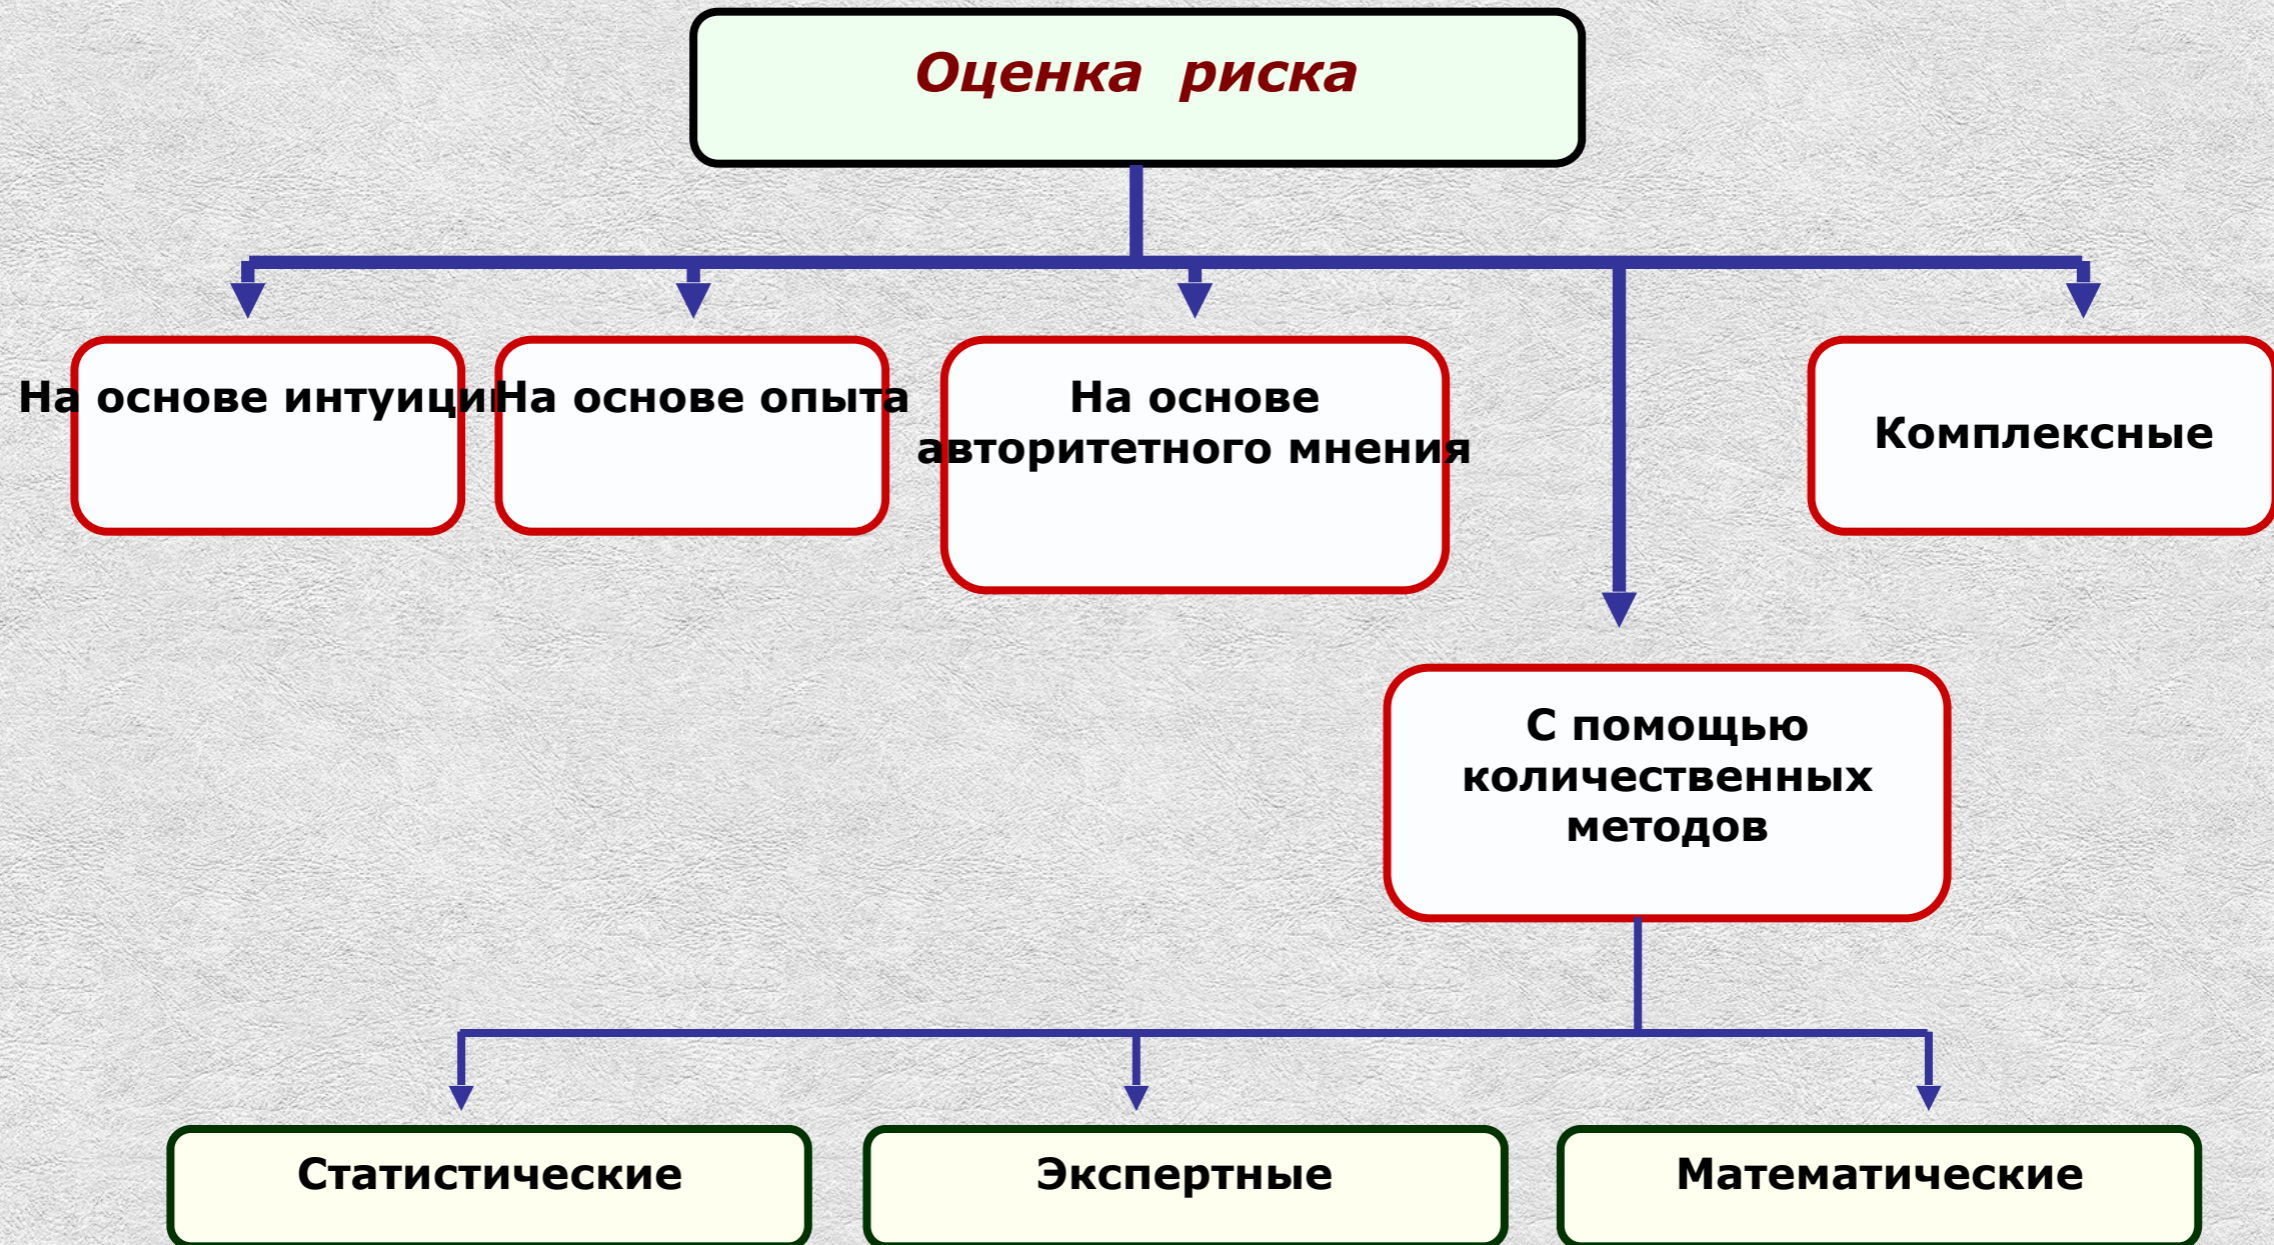 Оценка риска
На основе интуиции
На основе опыта
На основе
авторитетного мнения
Комплексные
С помощью
количественных
методов
Статистические
Экспертные
Математические